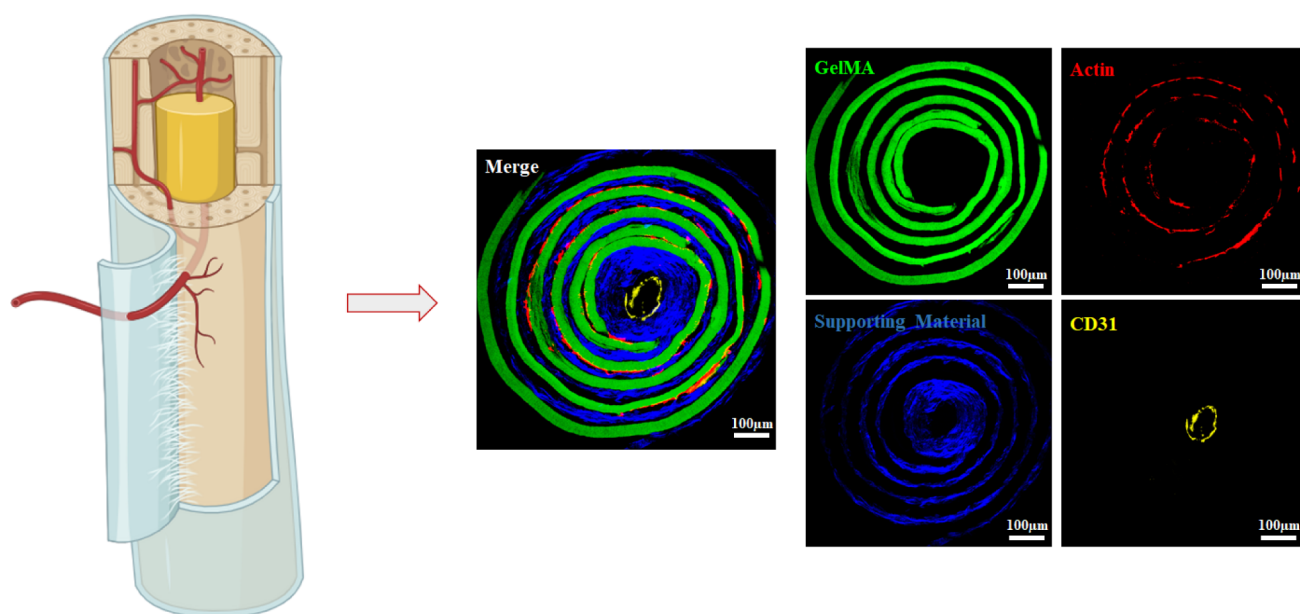 Merge
100μm
GelMA
100μm
Actin
100μm
Supporting Material
100μm
CD31
100μm